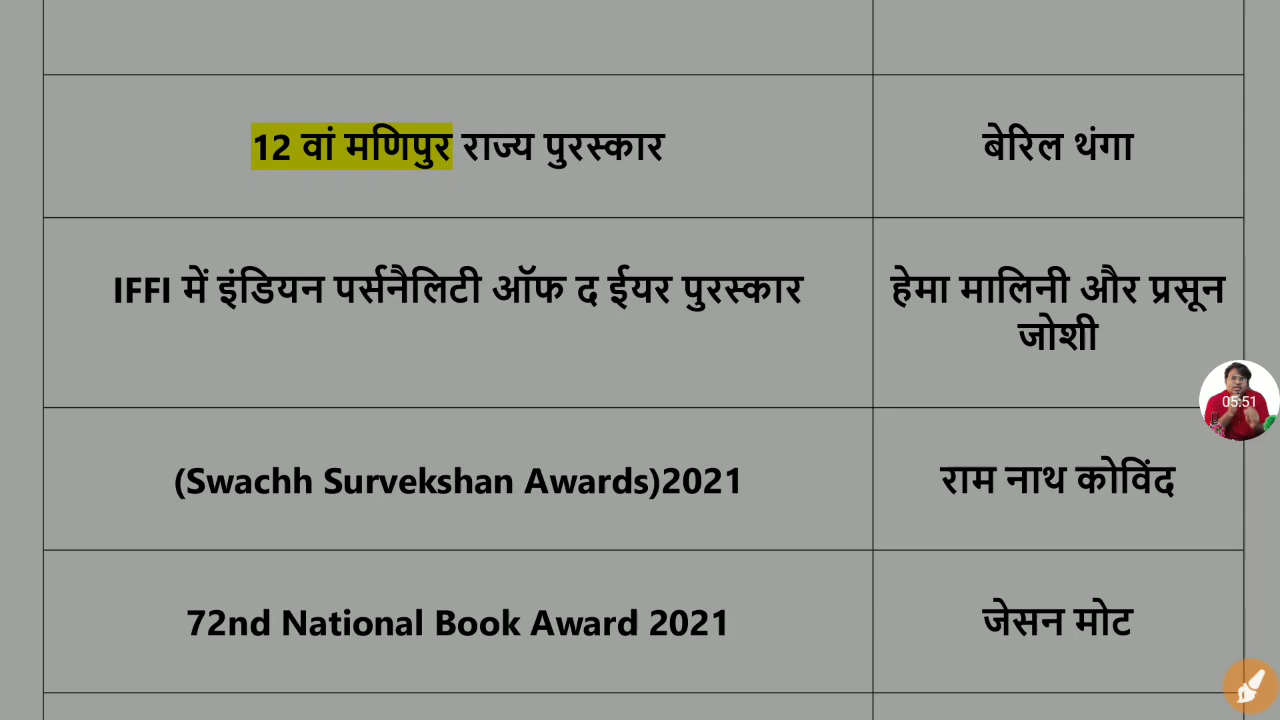 12 वां मणिपुर राज्य पुरस्कार
बेरिल थंगा
IFFI में इंडियन पर्सनैलिटी ऑफ द ईयर पुरस्कार
हेमा मालिनी और प्रसून
जोशी
05:51
(Swachh Survekshan Awards)2021
राम नाथ कोविंद
72nd National Book Award 2021
जेसन मोट